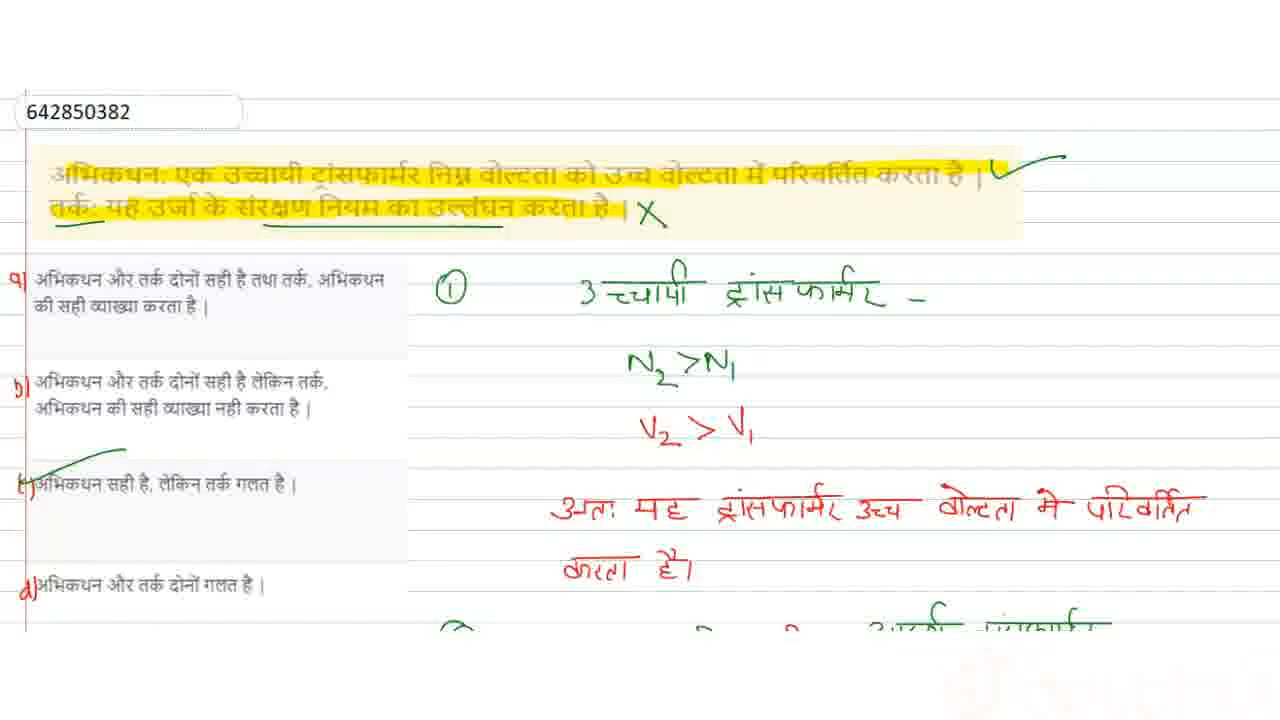 642850382
अभिकथन: एक उच्चायी ट्रांसफार्मर निम्न वोल्टता को उच्च वोल्टता में परिवर्तित करता है |
तर्क: यह उर्जा के संरक्षण नियम का उल्लंघन करता है |
a) अभिकथन और तर्क दोनों सही है तथा तर्क, अभिकथन
की सही व्याख्या करता है |
b) अभिकथन और तर्क दोनों सही है लेकिन तर्क,
अभिकथन की सही व्याख्या नही करता है |
c) अभिकथन सही है, लेकिन तर्क गलत है |
d) अभिकथन और तर्क दोनों गलत है |
① उच्चायी ट्रांसफार्मर –
N₂ > N₁
V₂ > V₁
अतः यह ट्रांसफार्मर उच्च वोल्टता मे परिवर्तित
करता है।